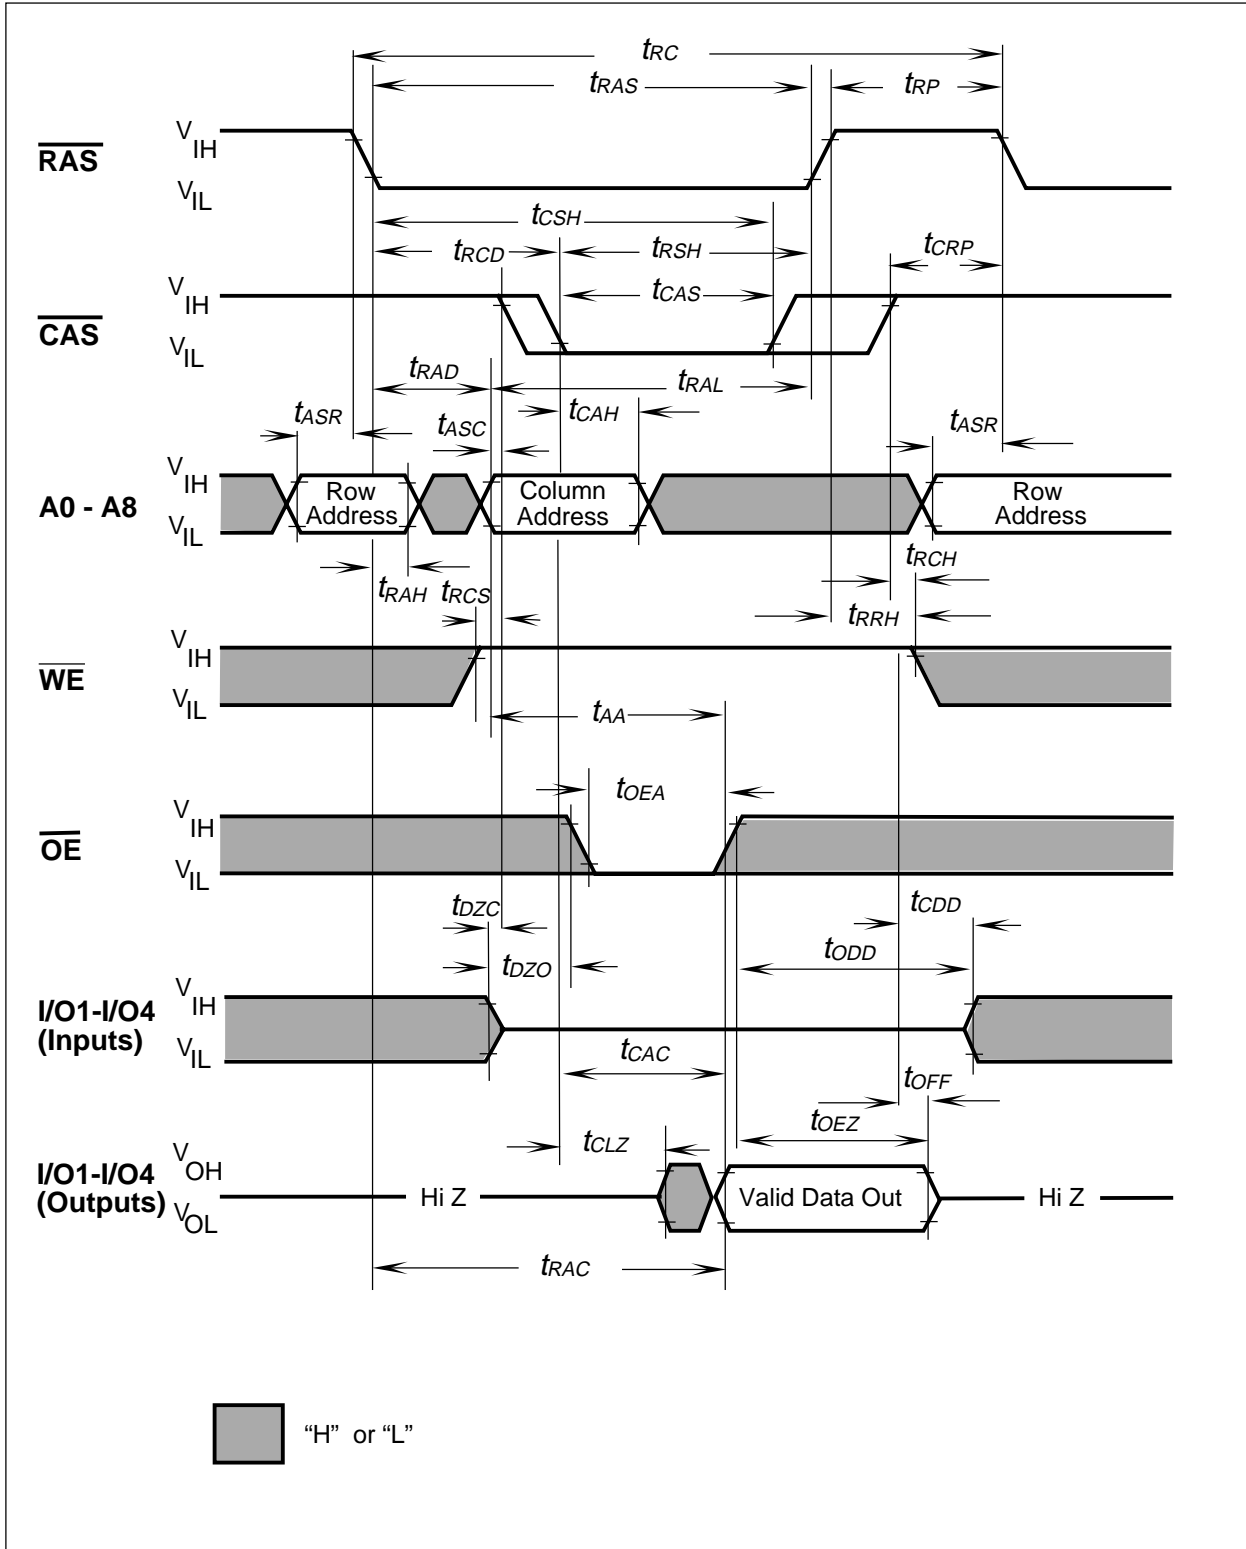 tRC
tRAS
tRP
RAS
VIH
VIL
tCSH
tRCD
tRSH
tCRP
CAS
VIH
VIL
tCAS
tRAD
tRAL
tASR
tASC
tCAH
tASR
A0 - A8
VIH
VIL
Row Address
Column Address
Row Address
tRCH
tRAH
tRCS
tRRH
WE
VIH
VIL
tAA
tOEA
OE
VIH
VIL
tDZC
tCDD
tDZO
tODD
I/O1-I/O4
(Inputs)
VIH
VIL
tCAC
tOFF
tOEZ
tCLZ
I/O1-I/O4
(Outputs)
VOH
VOL
Hi Z
Valid Data Out
Hi Z
tRAC
“H” or “L”